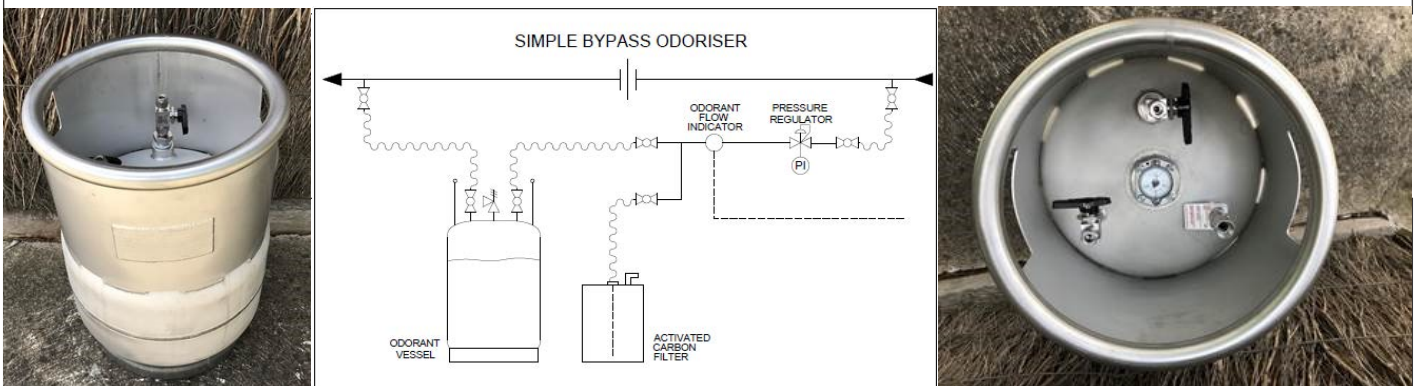 SIMPLE BYPASS ODORISER
ODORANT
FLOW
INDICATOR
PRESSURE
REGULATOR
PI
ODORANT
VESSEL
ACTIVATED
CARBON
FILTER